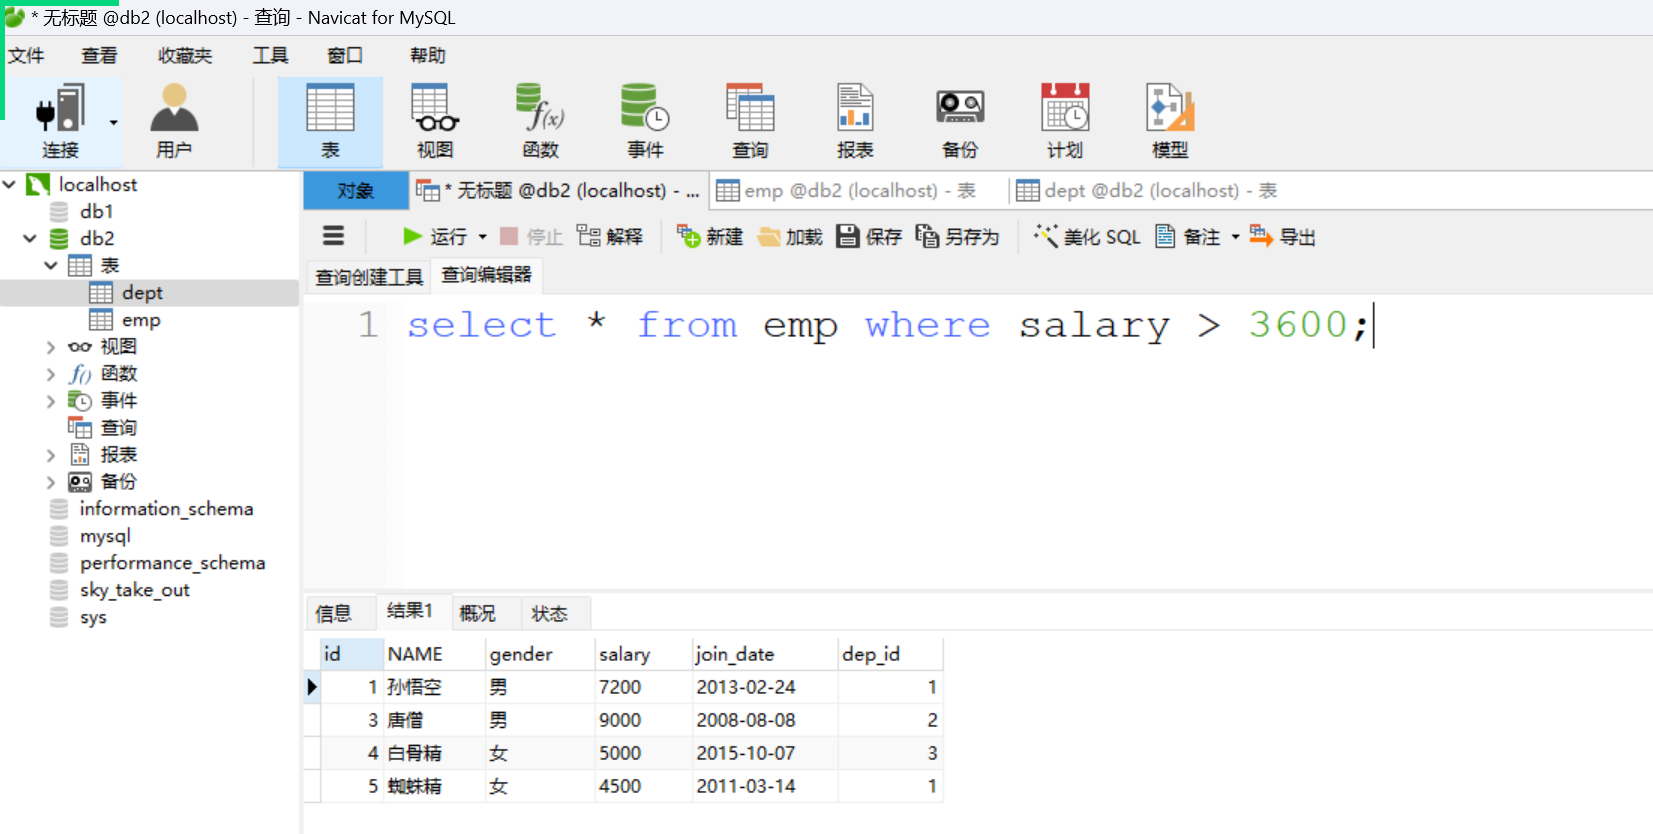 * 无标题 @db2 (localhost) - 查询 - Navicat for MySQL
文件 查看 收藏夹 工具 窗口 帮助
连接 用户 表 视图 函数 事件 查询 报表 备份 计划 模型
localhost
db1
db2
表
dept
emp
视图
函数
事件
查询
报表
备份
information_schema
mysql
performance_schema
sky_take_out
sys
对象 * 无标题 @db2 (localhost) - ... emp @db2 (localhost) - 表 dept @db2 (localhost) - 表
运行 停止 解释 新建 加载 保存 另存为 美化 SQL 备注 导出
查询创建工具 查询编辑器
1 select * from emp where salary > 3600;
信息 结果1 概况 状态
id NAME gender salary join_date dep_id
1 孙悟空 男 7200 2013-02-24 1
3 唐僧 男 9000 2008-08-08 2
4 白骨精 女 5000 2015-10-07 3
5 蜘蛛精 女 4500 2011-03-14 1